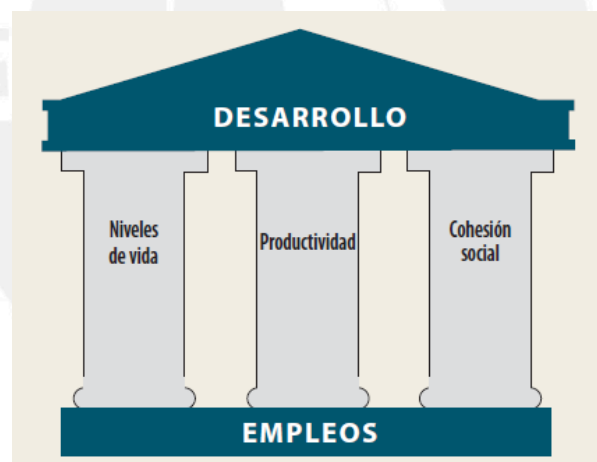 DESARROLLO
Niveles
de vida
Productividad
Cohesión
social
EMPLEOS